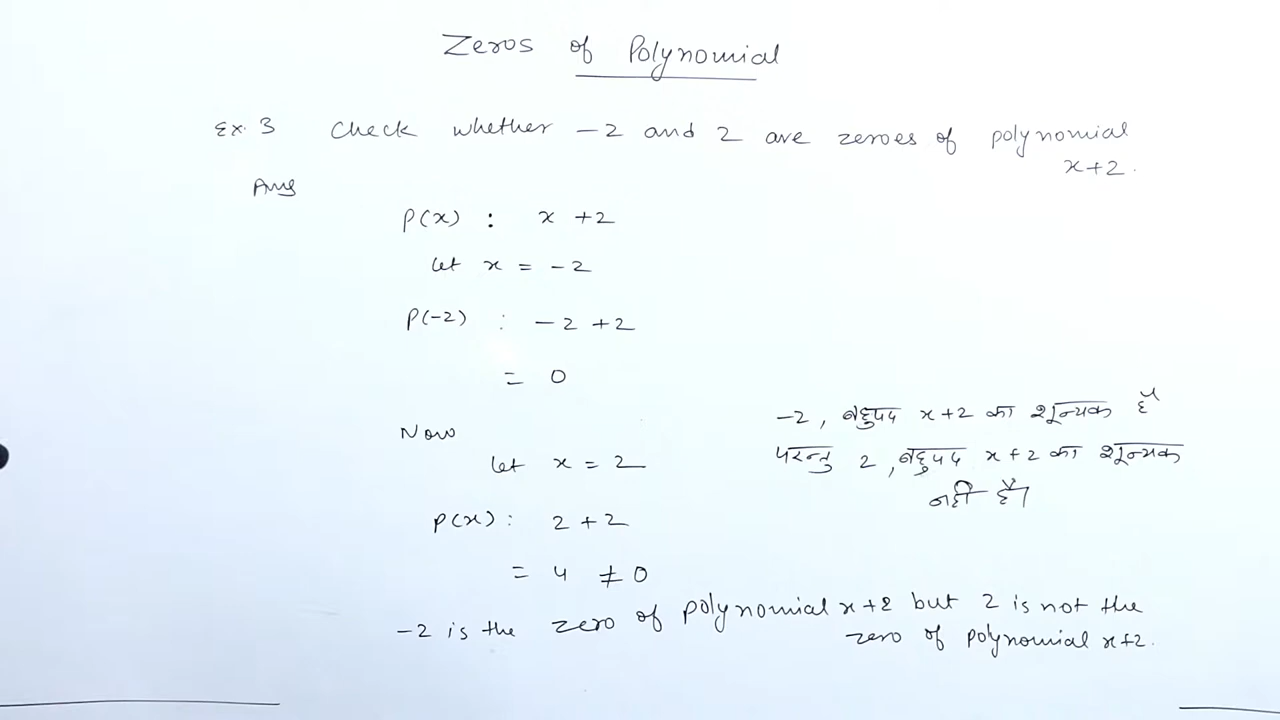 Zeros of Polynomial
Ex. 3 Check whether -2 and 2 are zeroes of polynomial
x+2.
Ans
P(x) : x +2
let x = -2
P(-2) : -2 +2
= 0
Now
let x = 2
P(x) : 2 + 2
= 4 ≠ 0
-2, बहुपद x+2 का शून्यक है
परन्तु 2, बहुपद x+2 का शून्यक
नही है।
-2 is the zero of polynomial x+2 but 2 is not the
zero of polynomial x+2.